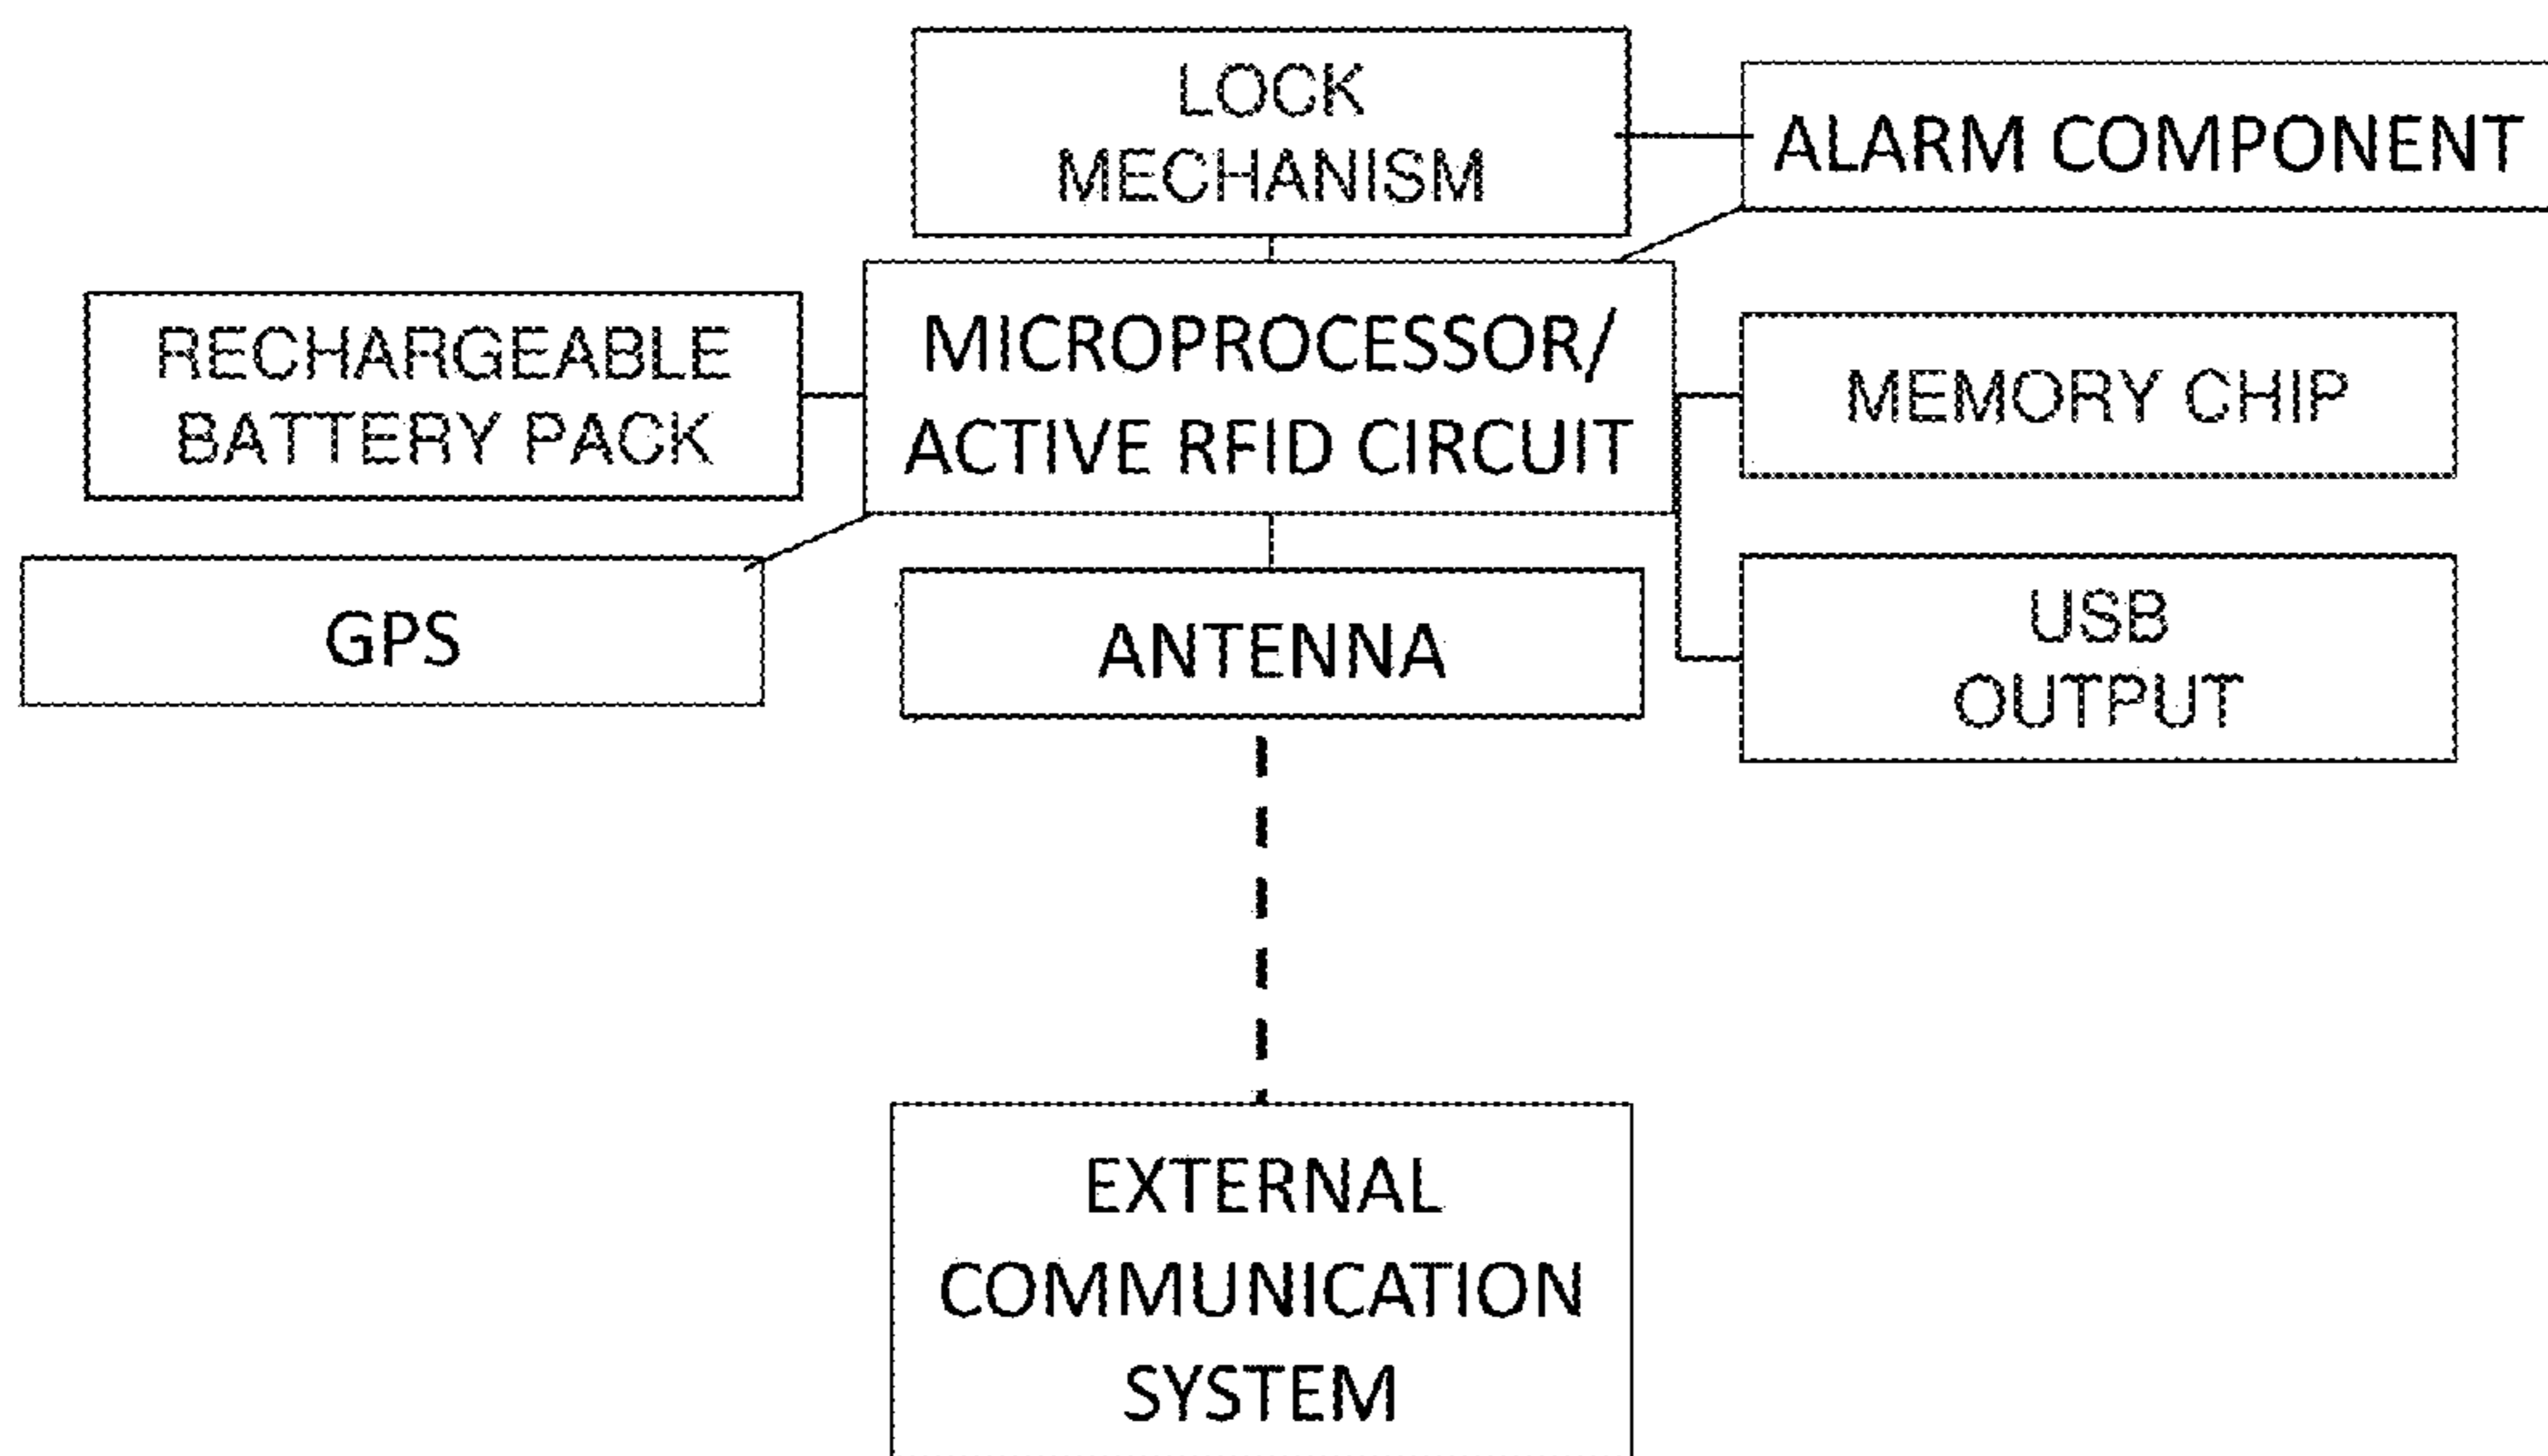 LOCK
MECHANISM
ALARM COMPONENT
RECHARGEABLE
BATTERY PACK
MICROPROCESSOR/
ACTIVE RFID CIRCUIT
MEMORY CHIP
GPS
ANTENNA
USB
OUTPUT
EXTERNAL
COMMUNICATION
SYSTEM